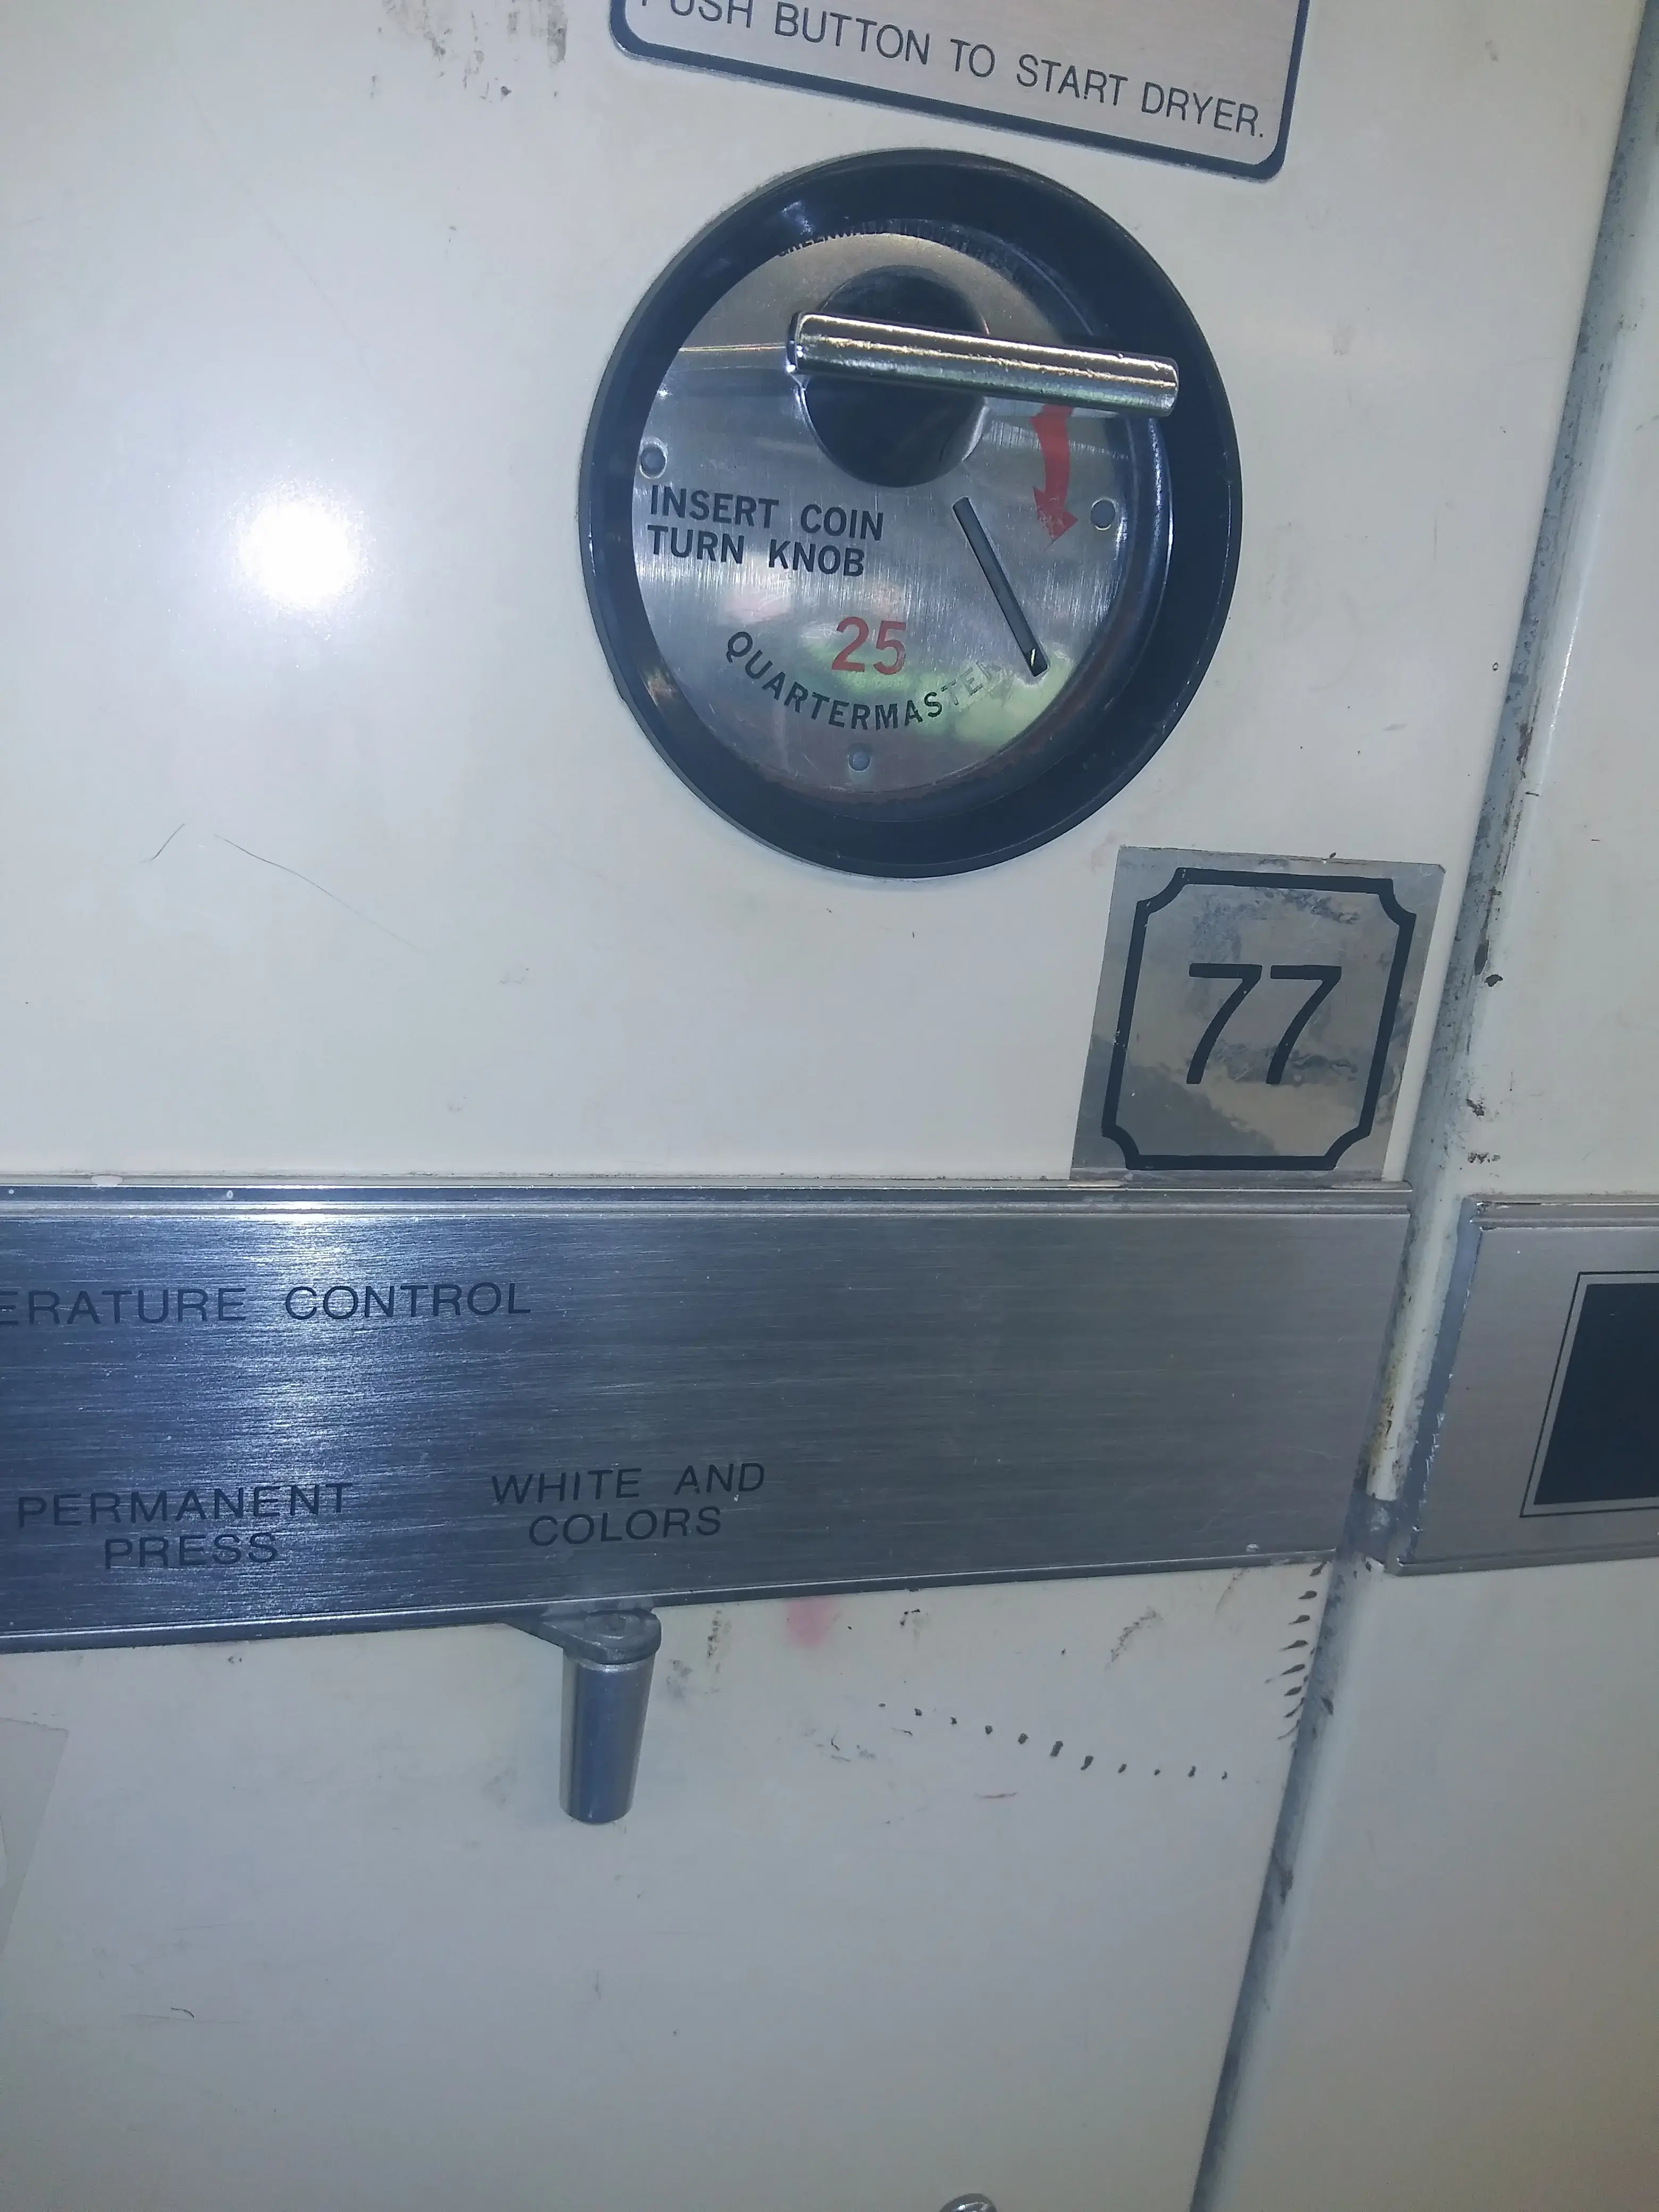 PUSH BUTTON TO START DRYER.
INSERT COIN
TURN KNOB
25
QUARTERMASTER
77
ERATURE CONTROL
PERMANENT
PRESS
WHITE AND
COLORS